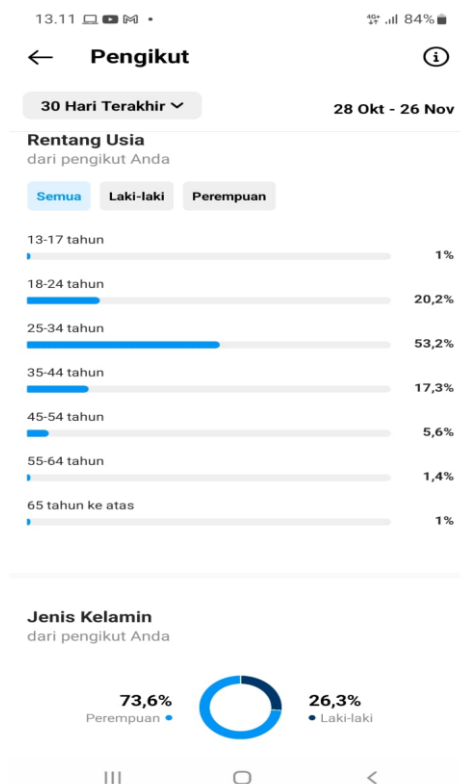 13.11 84%
Pengikut
30 Hari Terakhir 28 Okt - 26 Nov
Rentang Usia
dari pengikut Anda
Semua Laki-laki Perempuan
13-17 tahun
1%
18-24 tahun
20,2%
25-34 tahun
53,2%
35-44 tahun
17,3%
45-54 tahun
5,6%
55-64 tahun
1,4%
65 tahun ke atas
1%
Jenis Kelamin
dari pengikut Anda
73,6% 26,3%
Perempuan Laki-laki